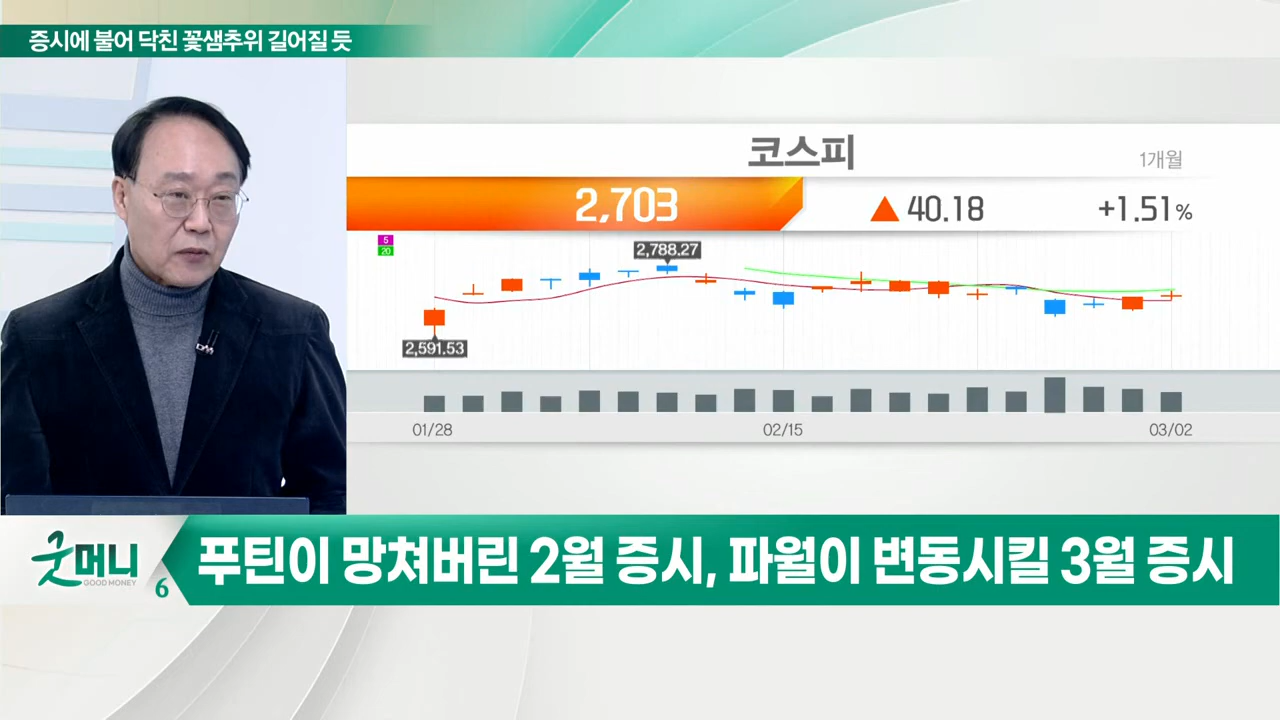 증시에 불어 닥친 꽃샘추위 길어질 듯
코스피
1개월
2,703
▲ 40.18
+1.51%
5
20
2,788.27
2,591.53
01/28
02/15
03/02
굿머니
GOOD MONEY
6
푸틴이 망쳐버린 2월 증시, 파월이 변동시킬 3월 증시